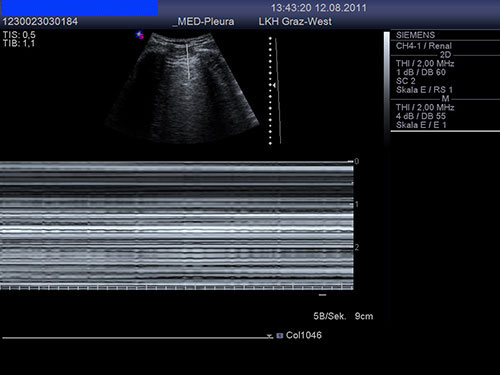 13:43:20 12.08.2011
1230023030184 _MED-Pleura LKH Graz-West
TIS: 0,5
TIB: 1,1
SIEMENS
CH4-1 / Renal
2D
THI / 2,00 MHz
1 dB / DB 60
SC 2
Skala E / RS 1
M
THI / 2,00 MHz
4 dB / DB 55
Skala E / E 1
0
1
2
5B/Sek. 9cm
Col1046